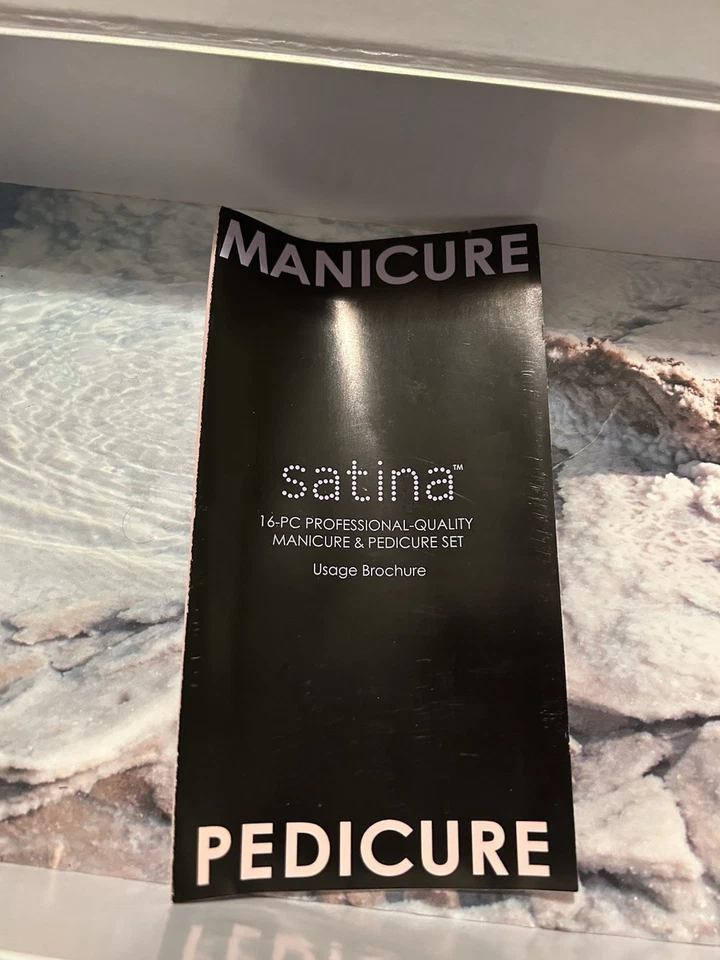 MANICURE
satina™
16-PC PROFESSIONAL-QUALITY
MANICURE & PEDICURE SET
Usage Brochure
PEDICURE